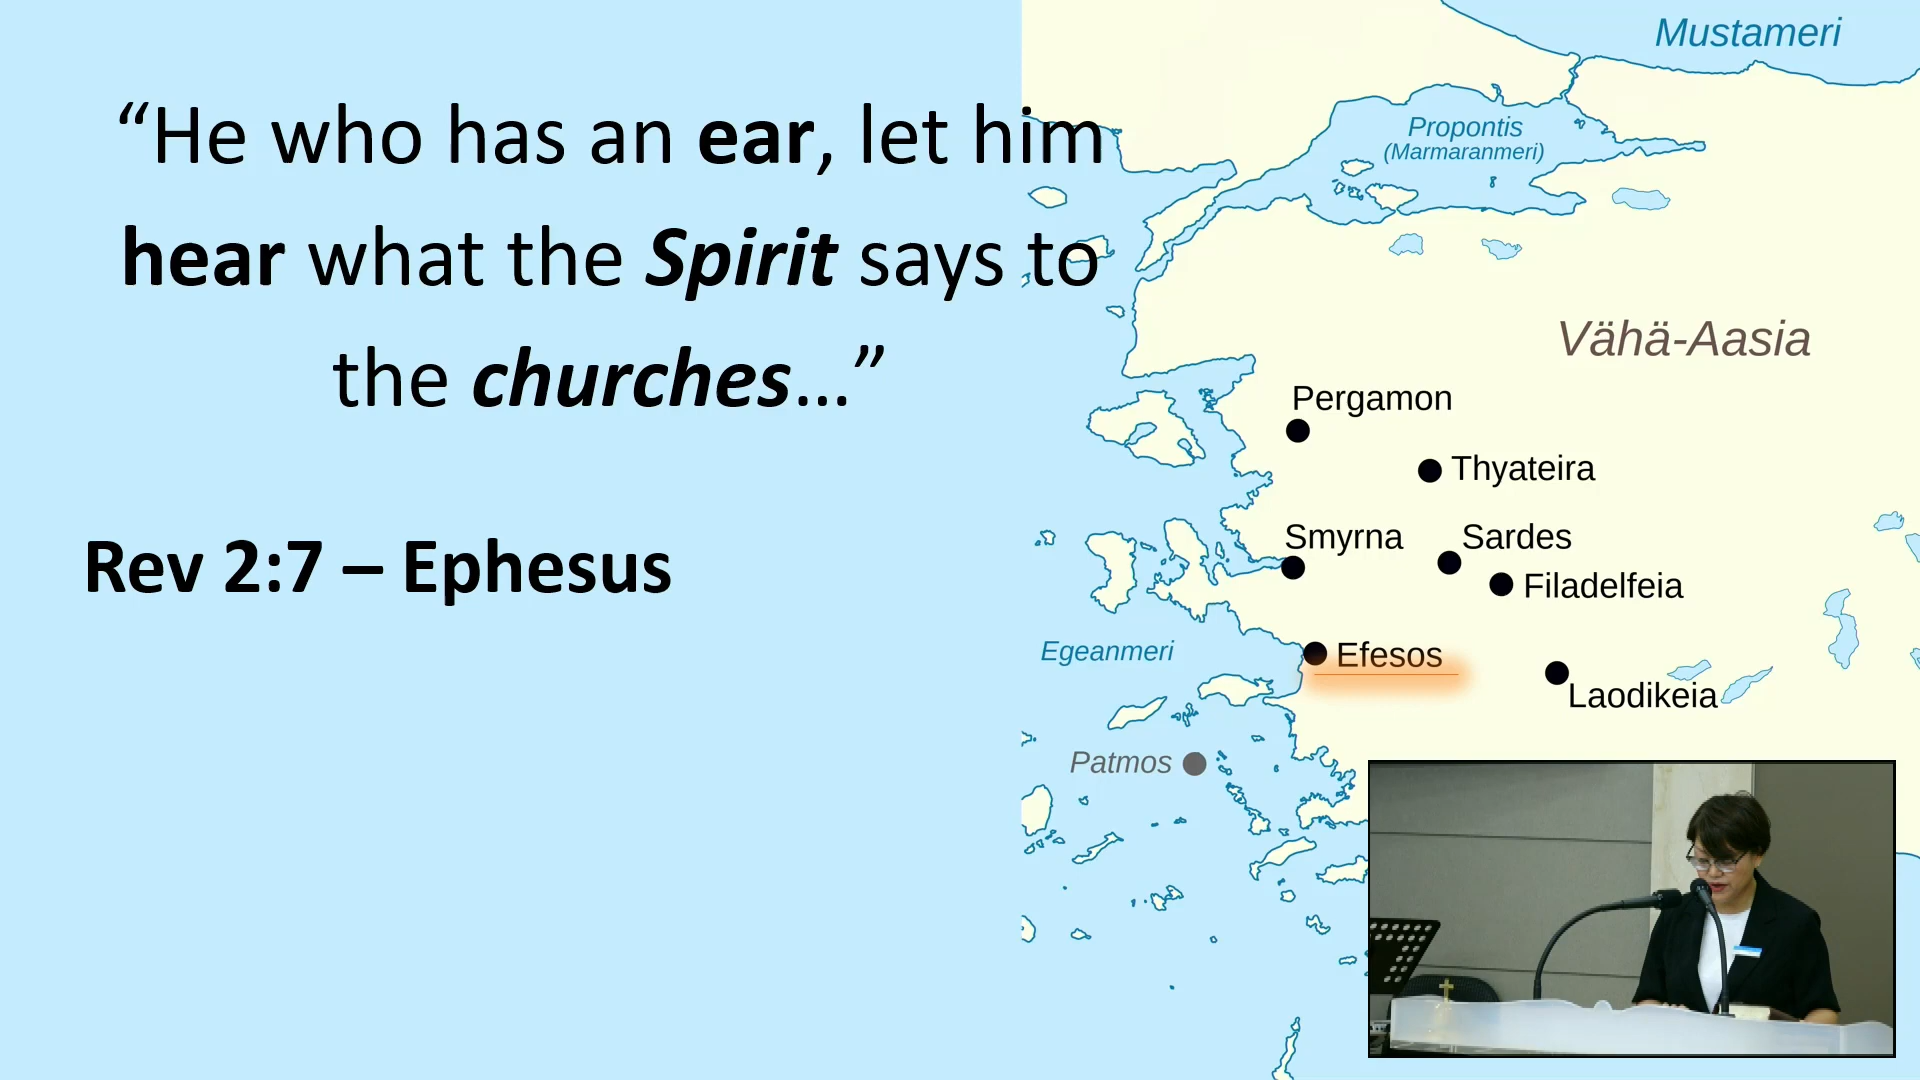 “He who has an ear, let him
hear what the Spirit says to
the churches...”
Rev 2:7 – Ephesus
Mustameri
Propontis
(Marmaranmeri)
Vähä-Aasia
Pergamon
Thyateira
Smyrna
Sardes
Filadelfeia
Egeanmeri
Efesos
Laodikeia
Patmos